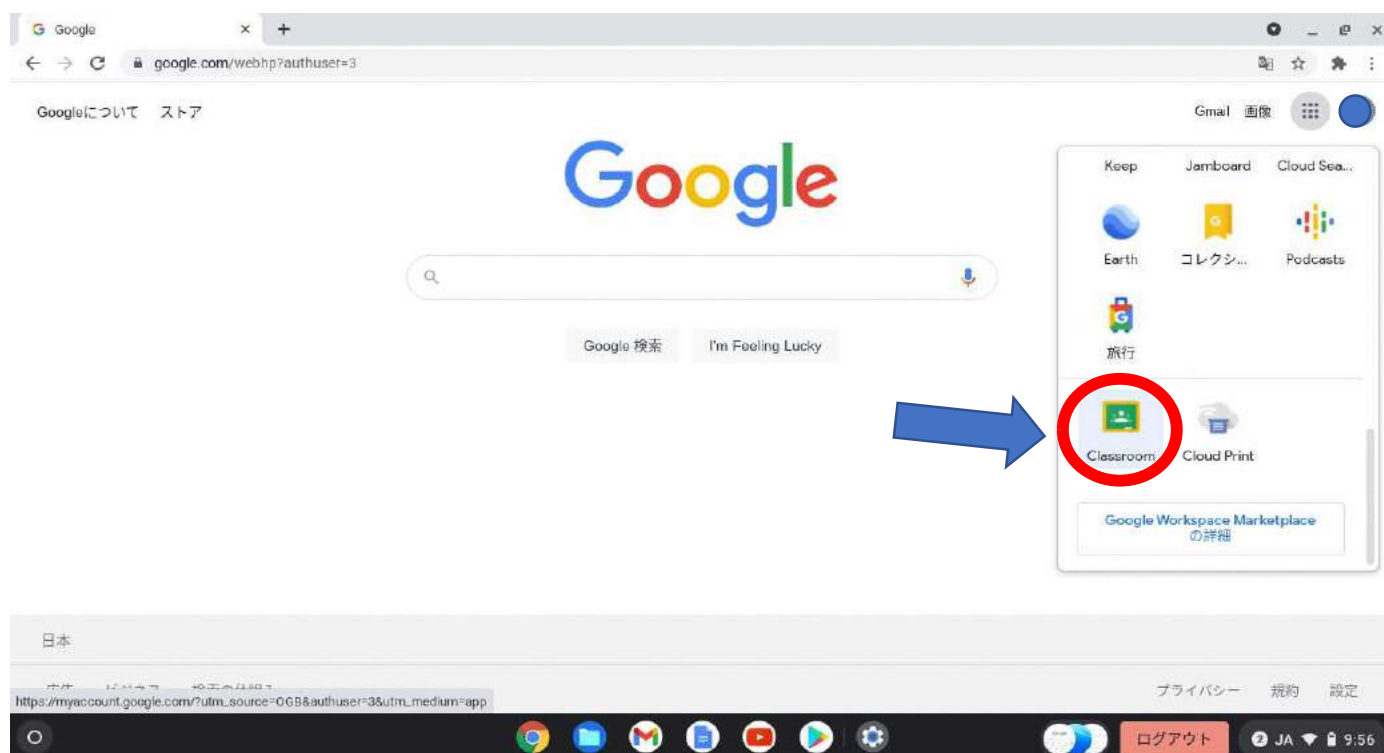 Google
google.com/webhp?authuser=3
Googleについて ストア
Gmail 画像
Google
Keep Jamboard Cloud Sea...
Earth コレクシ... Podcasts
旅行
Google 検索 I'm Feeling Lucky
Classroom Cloud Print
Google Workspace Marketplace
の詳細
日本
プライバシー 規約 設定
https://myaccount.google.com/?utm_source=OGB&authuser=3&utm_medium=app
ログアウト 2 JA 9:56